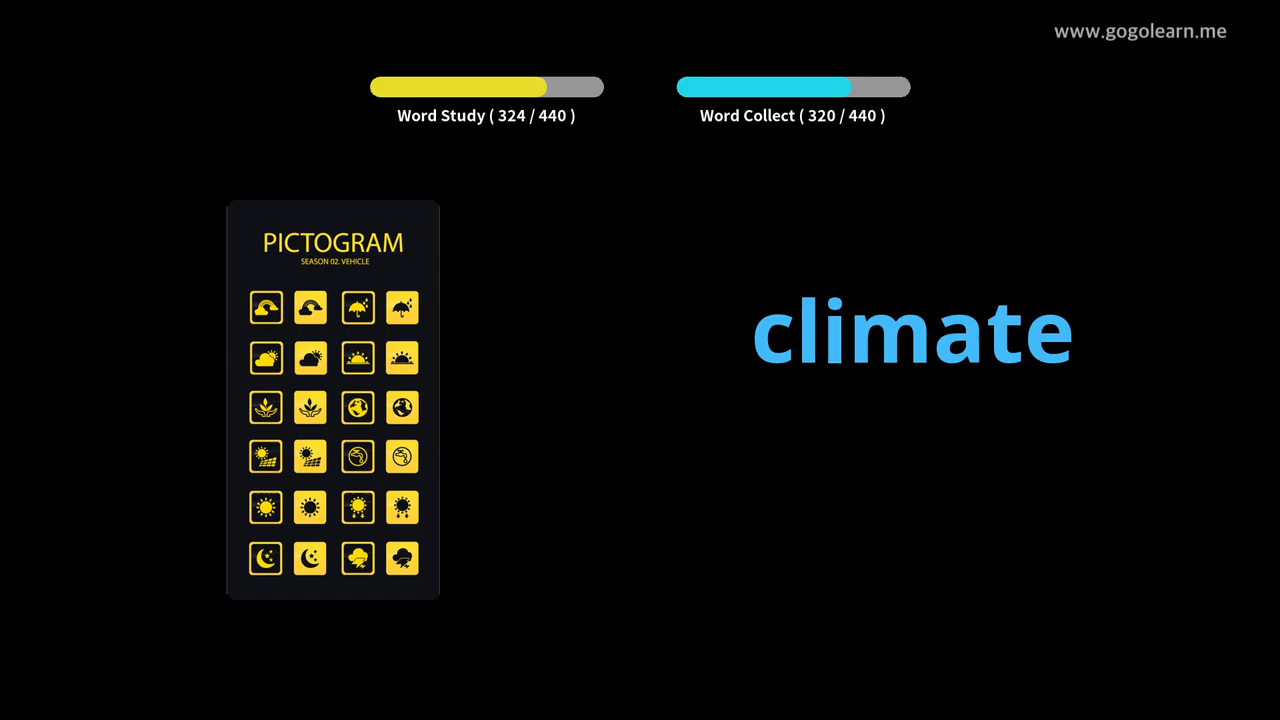 www.gogolearn.me
Word Study ( 324 / 440 )
Word Collect ( 320 / 440 )
PICTOGRAM
SEASON 02. VEHICLE
climate